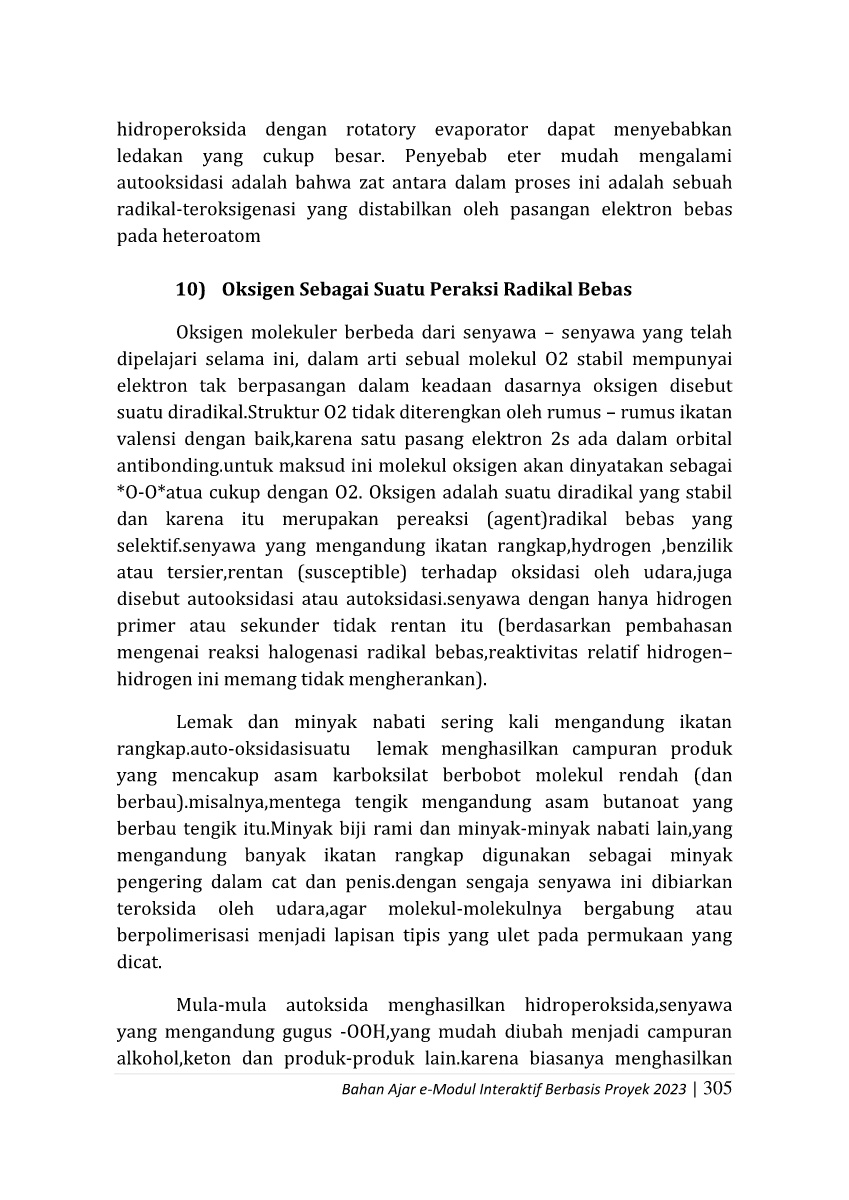 hidroperoksida dengan rotatory evaporator dapat menyebabkan
ledakan yang cukup besar. Penyebab eter mudah mengalami
autooksidasi adalah bahwa zat antara dalam proses ini adalah sebuah
radikal-teroksigenasi yang distabilkan oleh pasangan elektron bebas
pada heteroatom
10) Oksigen Sebagai Suatu Peraksi Radikal Bebas
Oksigen molekuler berbeda dari senyawa – senyawa yang telah
dipelajari selama ini, dalam arti sebual molekul O2 stabil mempunyai
elektron tak berpasangan dalam keadaan dasarnya oksigen disebut
suatu diradikal.Struktur O2 tidak diterengkan oleh rumus – rumus ikatan
valensi dengan baik,karena satu pasang elektron 2s ada dalam orbital
antibonding.untuk maksud ini molekul oksigen akan dinyatakan sebagai
*O-O*atua cukup dengan O2. Oksigen adalah suatu diradikal yang stabil
dan karena itu merupakan pereaksi (agent)radikal bebas yang
selektif.senyawa yang mengandung ikatan rangkap,hydrogen ,benzilik
atau tersier,rentan (susceptible) terhadap oksidasi oleh udara,juga
disebut autooksidasi atau autoksidasi.senyawa dengan hanya hidrogen
primer atau sekunder tidak rentan itu (berdasarkan pembahasan
mengenai reaksi halogenasi radikal bebas,reaktivitas relatif hidrogen–
hidrogen ini memang tidak mengherankan).
Lemak dan minyak nabati sering kali mengandung ikatan
rangkap.auto-oksidasisuatu lemak menghasilkan campuran produk
yang mencakup asam karboksilat berbobot molekul rendah (dan
berbau).misalnya,mentega tengik mengandung asam butanoat yang
berbau tengik itu.Minyak biji rami dan minyak-minyak nabati lain,yang
mengandung banyak ikatan rangkap digunakan sebagai minyak
pengering dalam cat dan penis.dengan sengaja senyawa ini dibiarkan
teroksida oleh udara,agar molekul-molekulnya bergabung atau
berpolimerisasi menjadi lapisan tipis yang ulet pada permukaan yang
dicat.
Mula-mula autoksida menghasilkan hidroperoksida,senyawa
yang mengandung gugus -OOH,yang mudah diubah menjadi campuran
alkohol,keton dan produk-produk lain.karena biasanya menghasilkan
Bahan Ajar e-Modul Interaktif Berbasis Proyek 2023 | 305